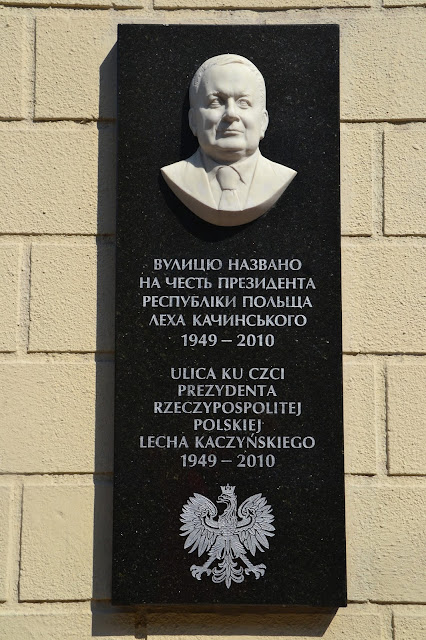 ВУЛИЦЮ НАЗВАНО
НА ЧЕСТЬ ПРЕЗИДЕНТА
РЕСПУБЛІКИ ПОЛЬЩА
ЛЕХА КАЧИНСЬКОГО
1949 – 2010
ULICA KU CZCI
PREZYDENTA
RZECZYPOSPOLITEJ
POLSKIEJ
LECHA KACZYŃSKIEGO
1949 – 2010